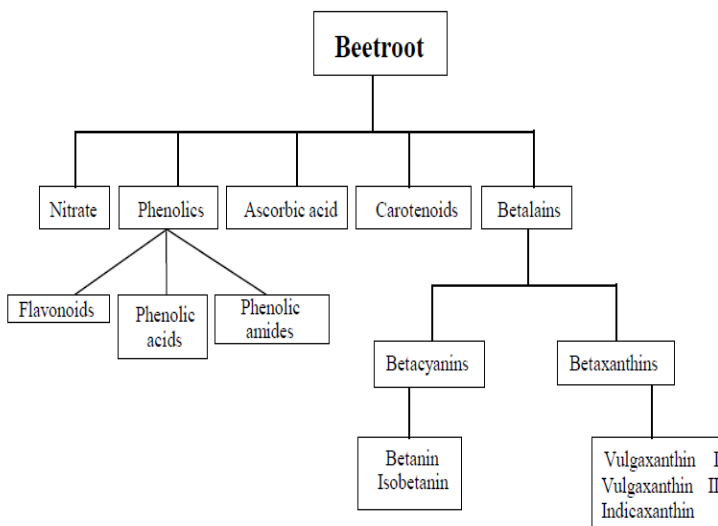 Beetroot
Nitrate
Phenolics
Ascorbic acid
Carotenoids
Betalains
Flavonoids
Phenolic
acids
Phenolic
amides
Betacyanins
Betaxanthins
Betanin
Isobetanin
Vulgaxanthin I
Vulgaxanthin II
Indicaxanthin